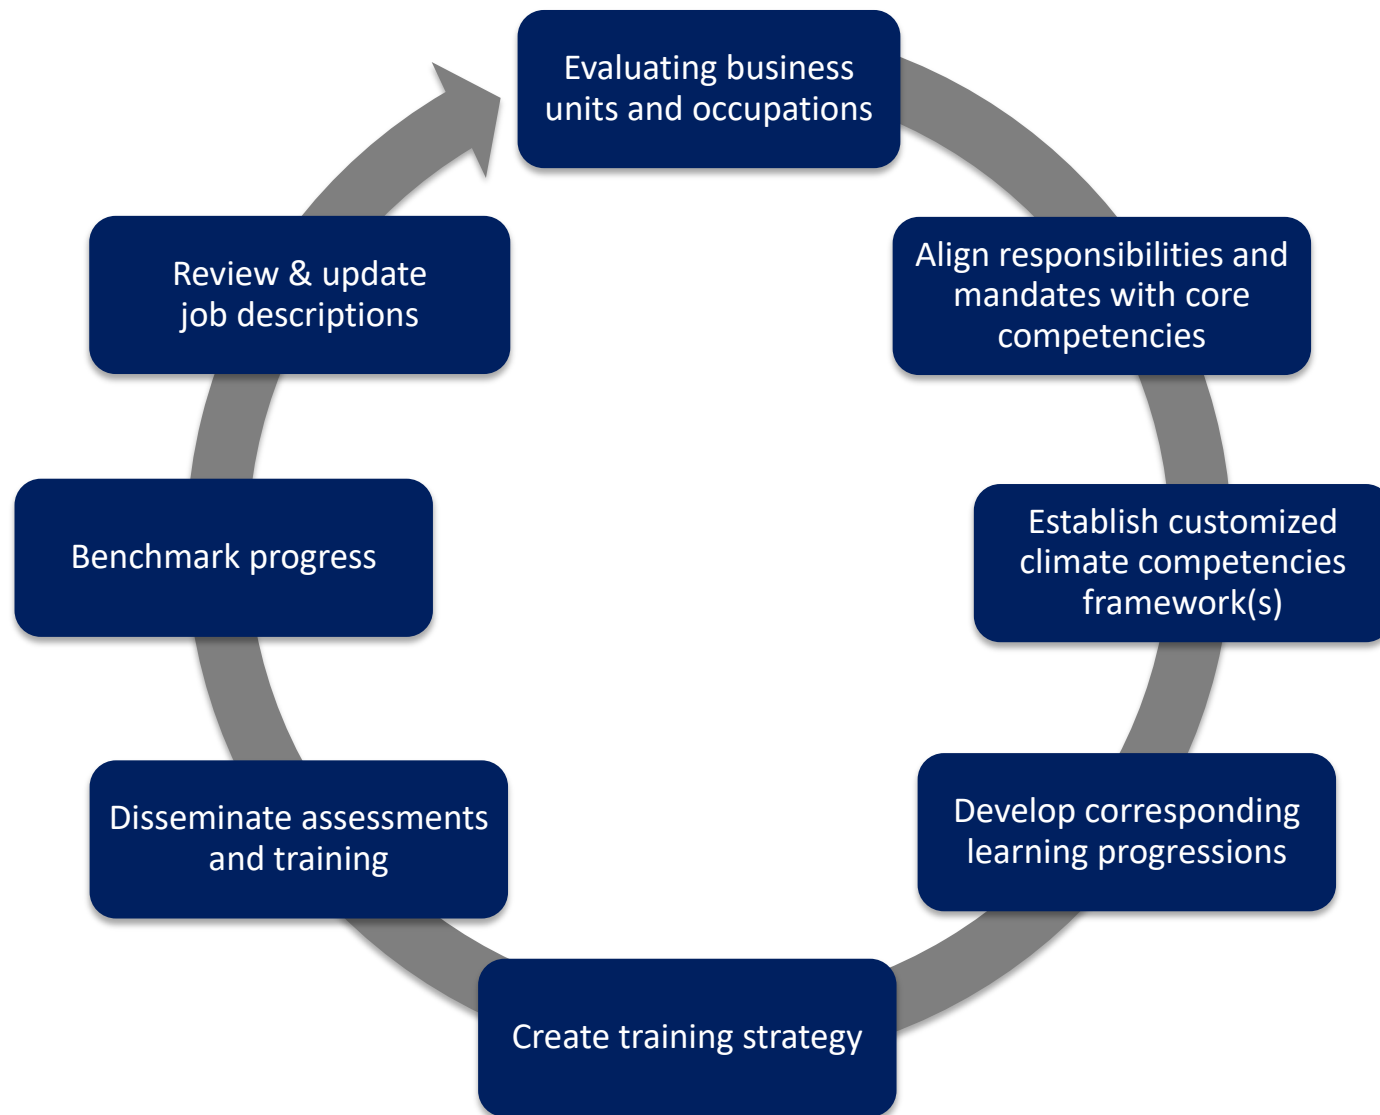 Evaluating business
units and occupations
Align responsibilities and
mandates with core
competencies
Establish customized
climate competencies
framework(s)
Develop corresponding
learning progressions
Create training strategy
Disseminate assessments
and training
Benchmark progress
Review & update
job descriptions